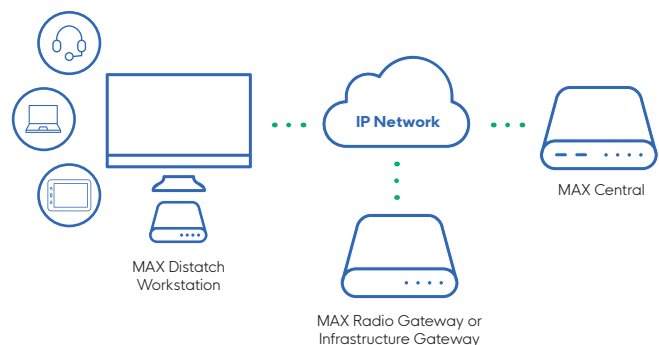 IP Network
MAX Central
MAX Distatch
Workstation
MAX Radio Gateway or
Infrastructure Gateway